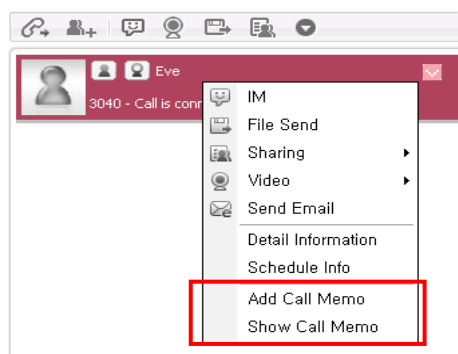 Eve
3040 - Call is conr
IM
File Send
Sharing
Video
Send Email
Detail Information
Schedule Info
Add Call Memo
Show Call Memo